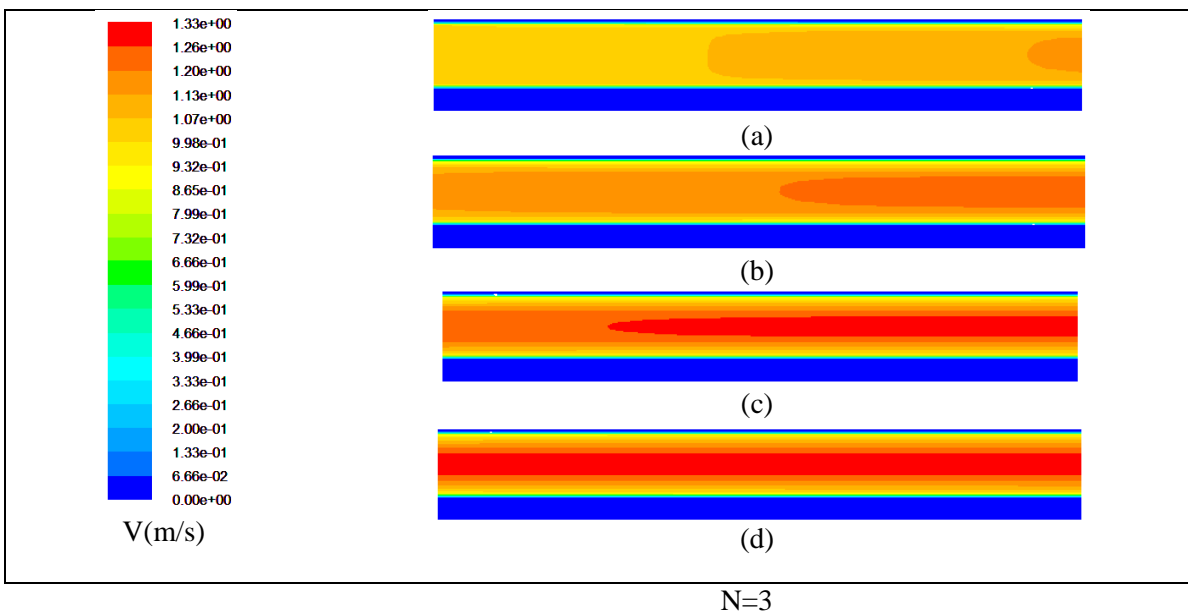 1.33e+00
1.26e+00
1.20e+00
1.13e+00
1.07e+00
9.98e-01
9.32e-01
8.65e-01
7.99e-01
7.32e-01
6.66e-01
5.99e-01
5.33e-01
4.66e-01
3.99e-01
3.33e-01
2.66e-01
2.00e-01
1.33e-01
6.66e-02
0.00e+00
V(m/s)
(a)
(b)
(c)
(d)
N=3